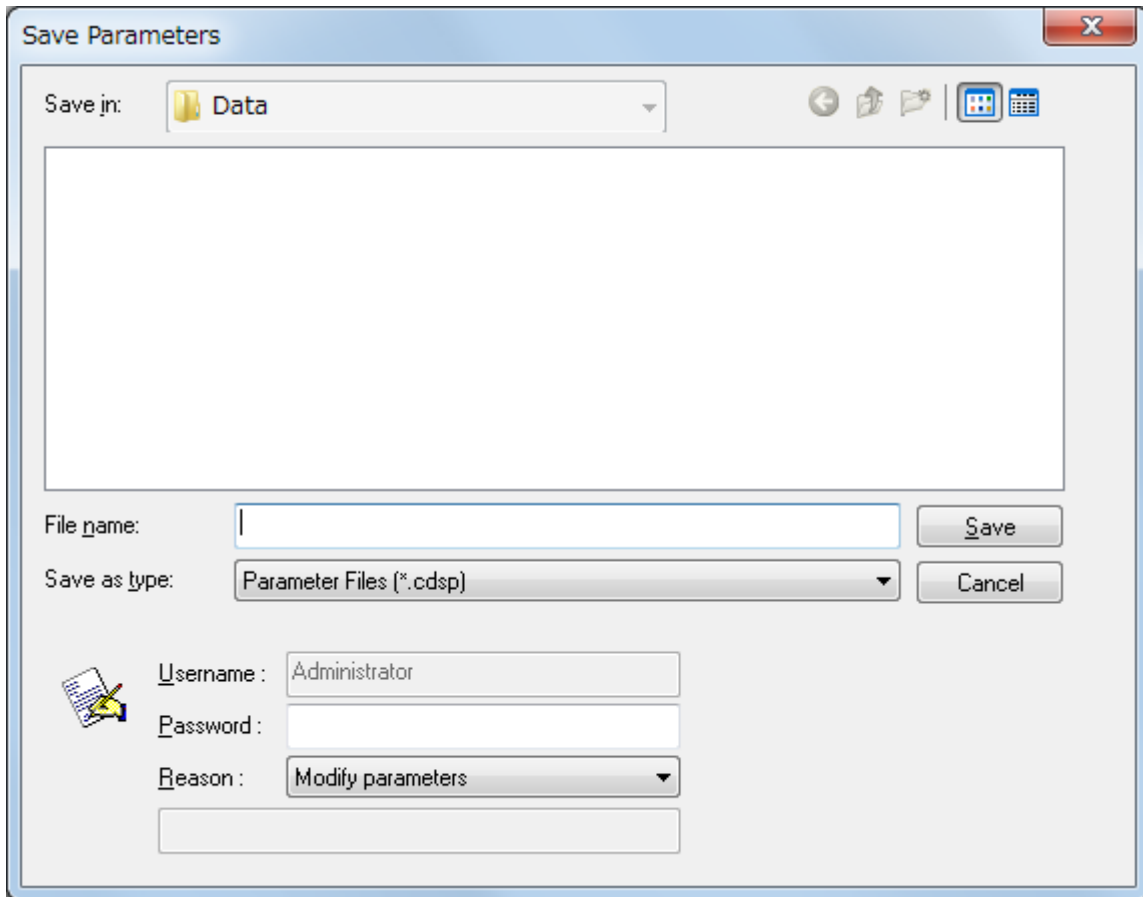 Save Parameters
Save in: Data
File name: Save
Save as type: Parameter Files (*.cdsp) Cancel
Username : Administrator
Password :
Reason : Modify parameters